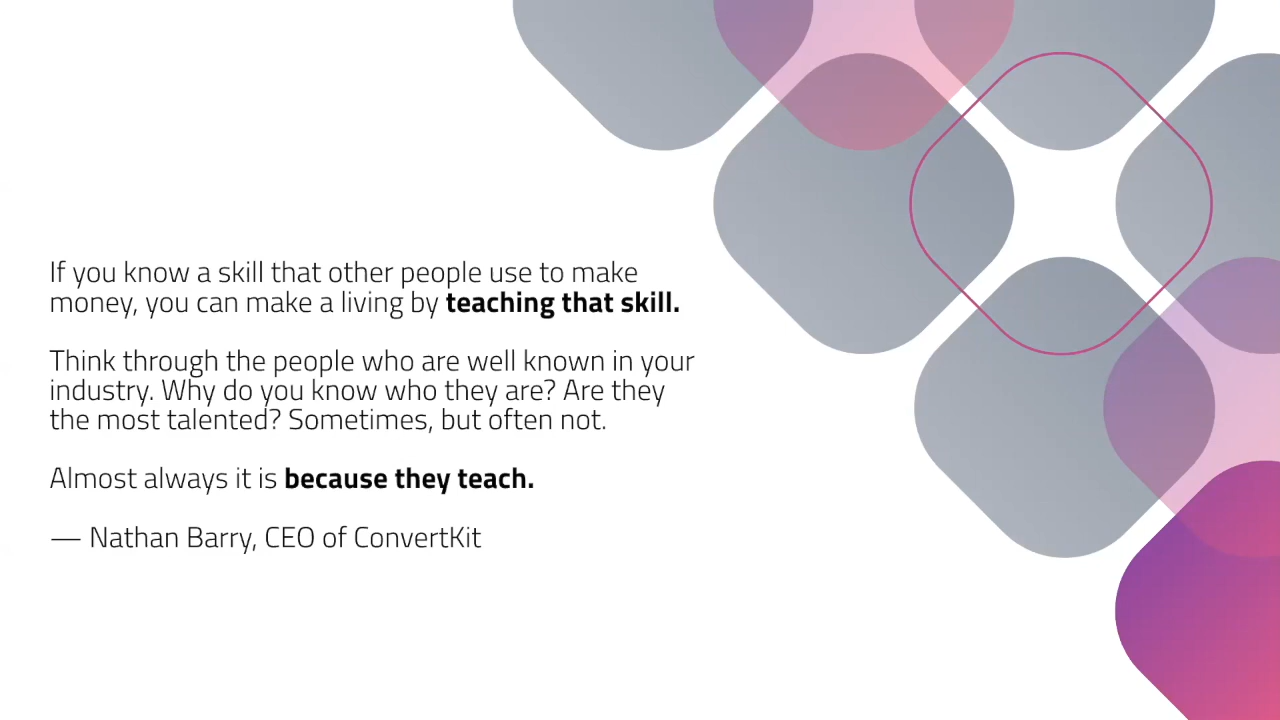 If you know a skill that other people use to make
money, you can make a living by teaching that skill.
Think through the people who are well known in your
industry. Why do you know who they are? Are they
the most talented? Sometimes, but often not.
Almost always it is because they teach.
— Nathan Barry, CEO of ConvertKit